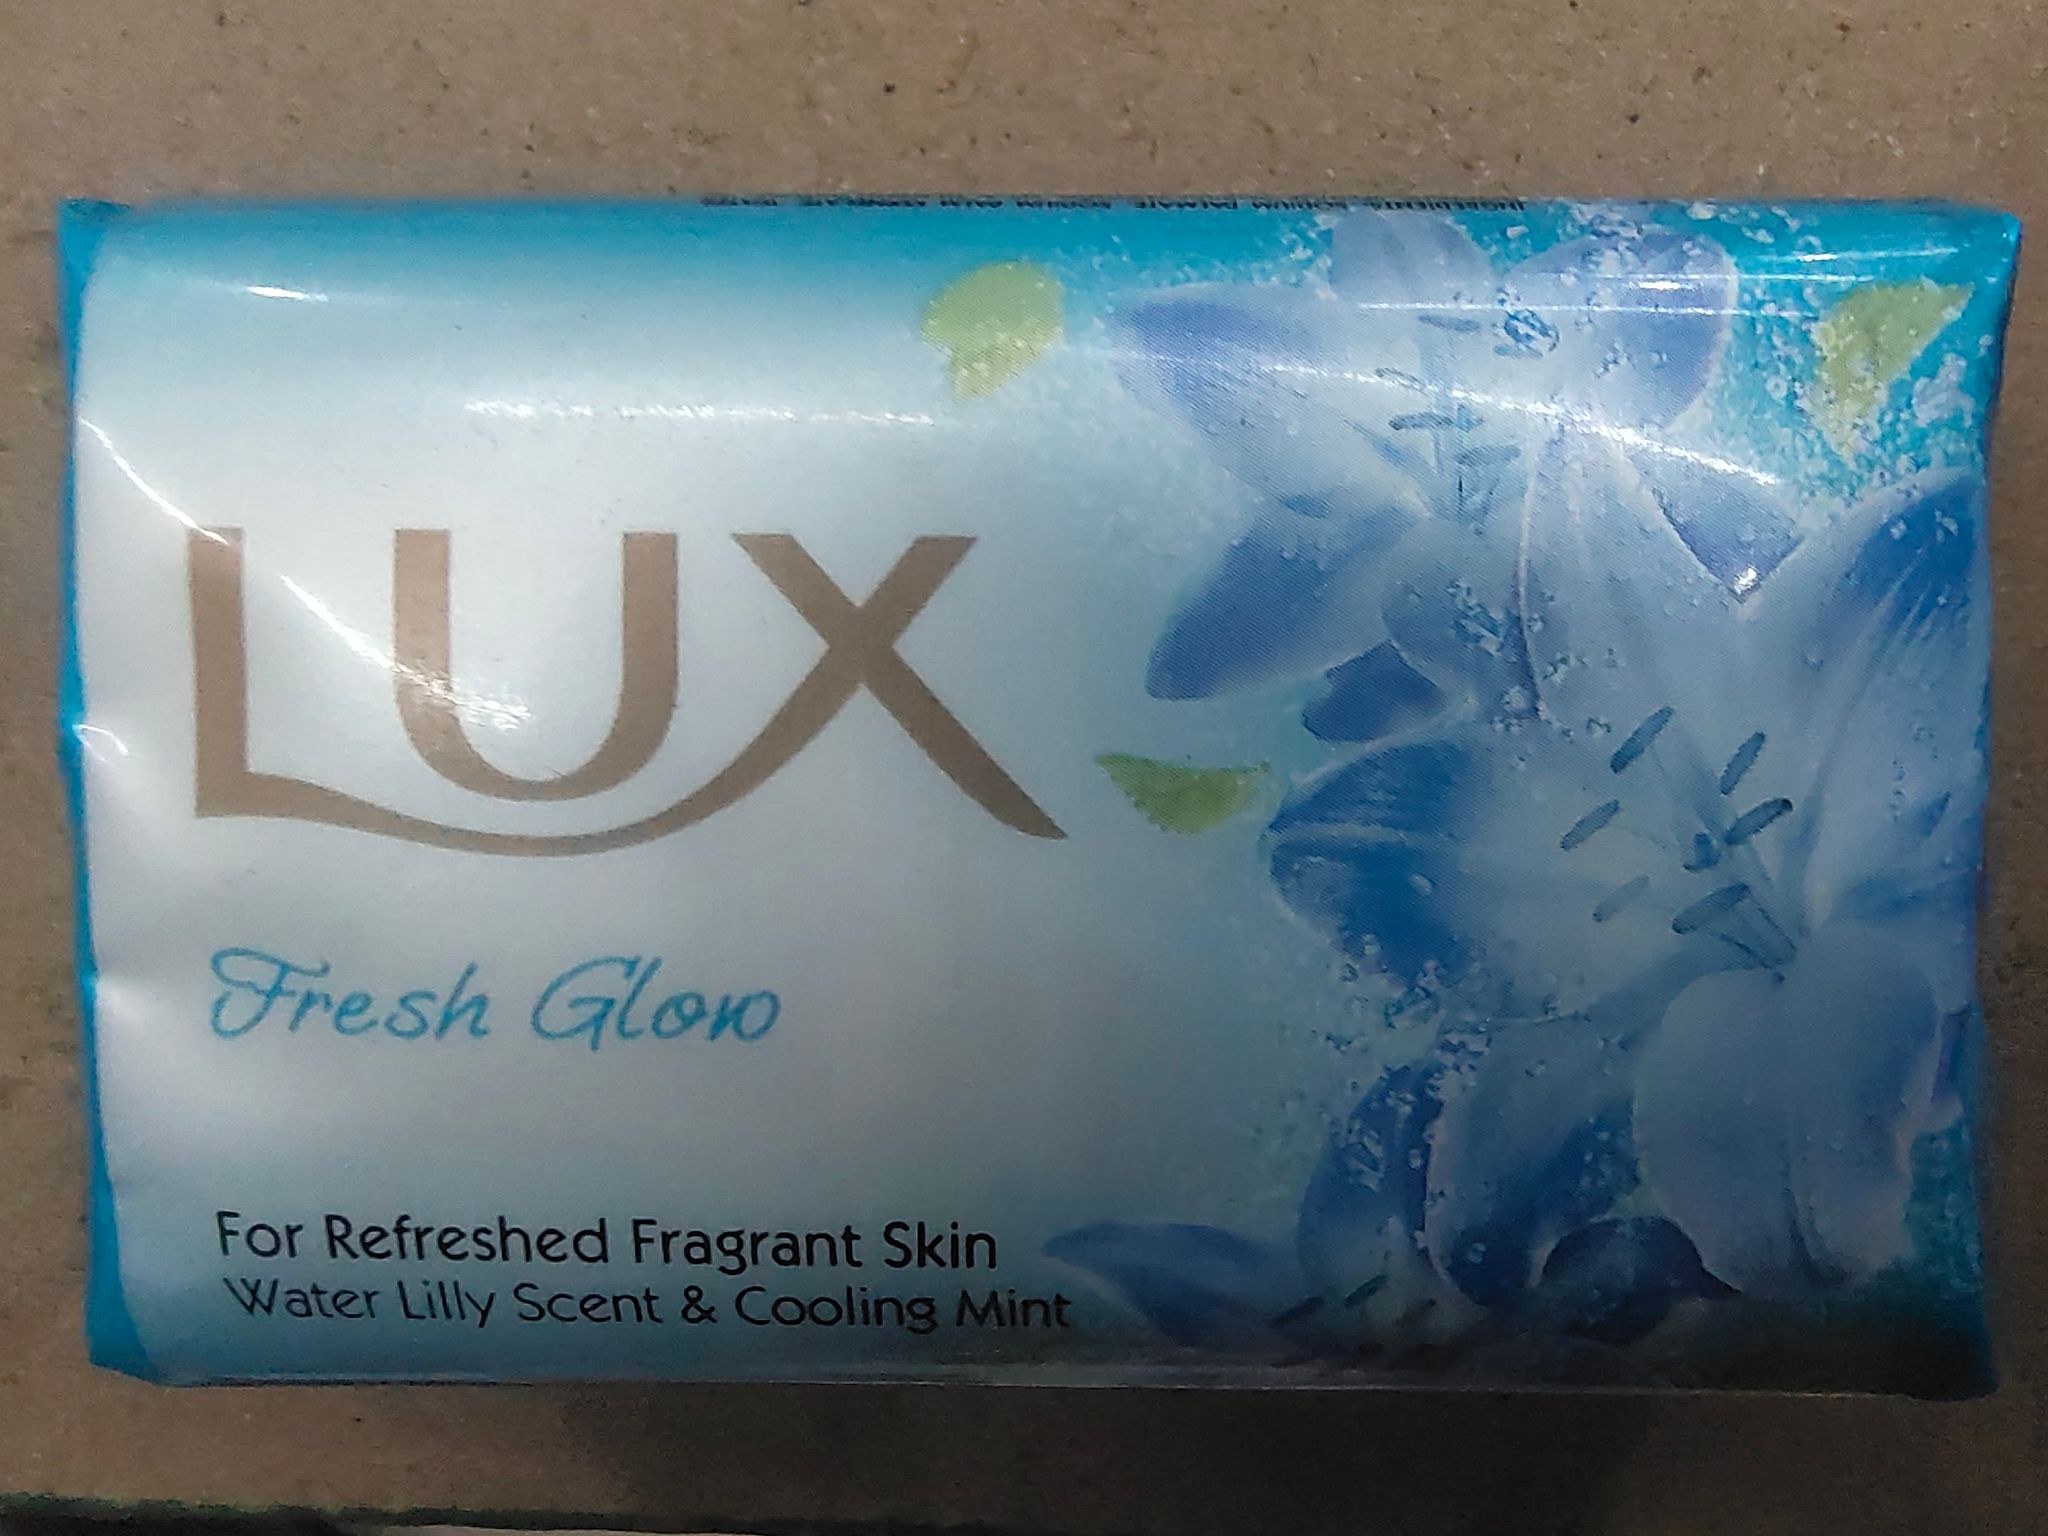 LUX
Fresh Glow
For Refreshed Fragrant Skin
Water Lilly Scent & Cooling Mint